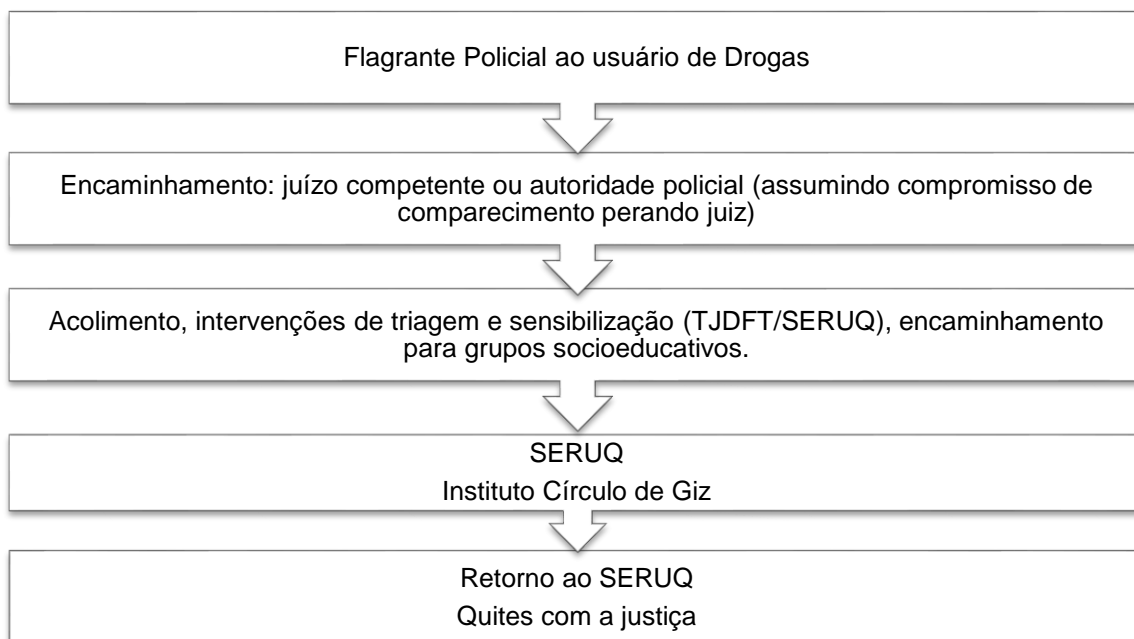 Flagrante Policial ao usuário de Drogas
Encaminhamento: juízo competente ou autoridade policial (assumindo compromisso de
comparecimento perando juiz)
Acolimento, intervenções de triagem e sensibilização (TJDFT/SERUQ), encaminhamento
para grupos socioeducativos.
SERUQ
Instituto Círculo de Giz
Retorno ao SERUQ
Quites com a justiça